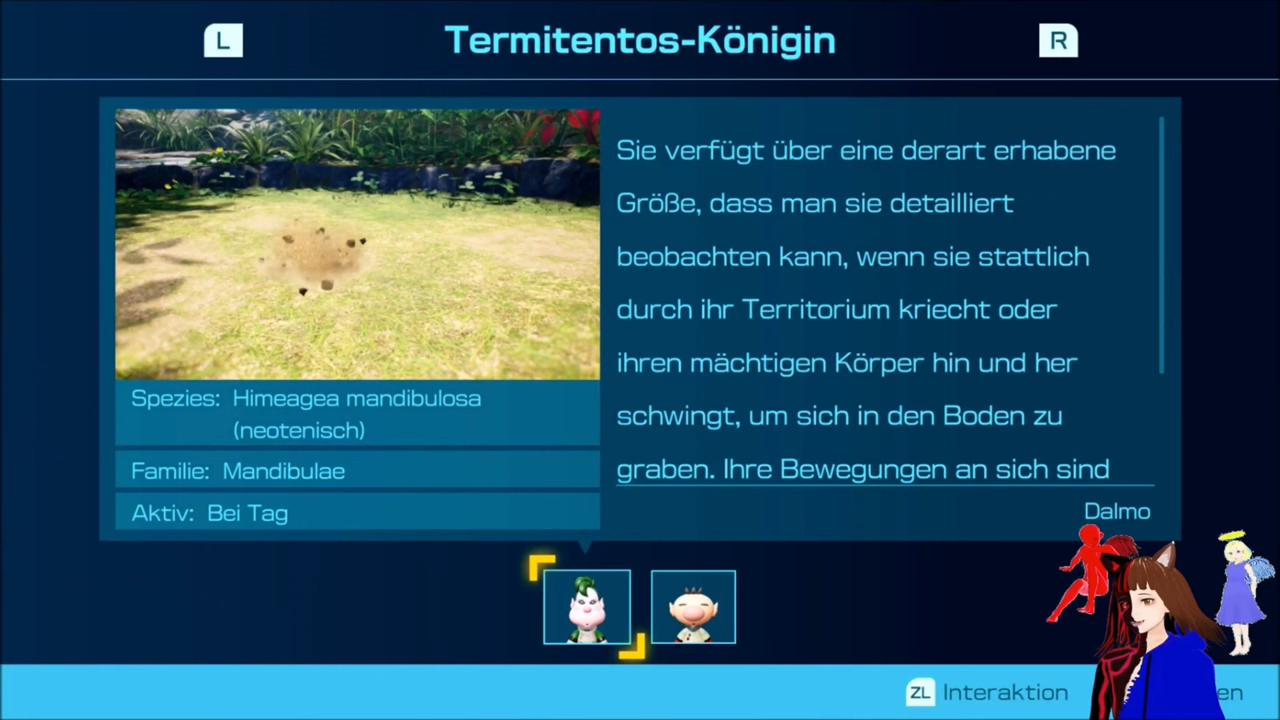 L
Termitentos-Königin
R
Sie verfügt über eine derart erhabene
Größe, dass man sie detailliert
beobachten kann, wenn sie stattlich
durch ihr Territorium kriecht oder
ihren mächtigen Körper hin und her
schwingt, um sich in den Boden zu
graben. Ihre Bewegungen an sich sind
Dalmo
Spezies: Himeagea mandibulosa
(neotenisch)
Familie: Mandibulae
Aktiv: Bei Tag
ZL Interaktion